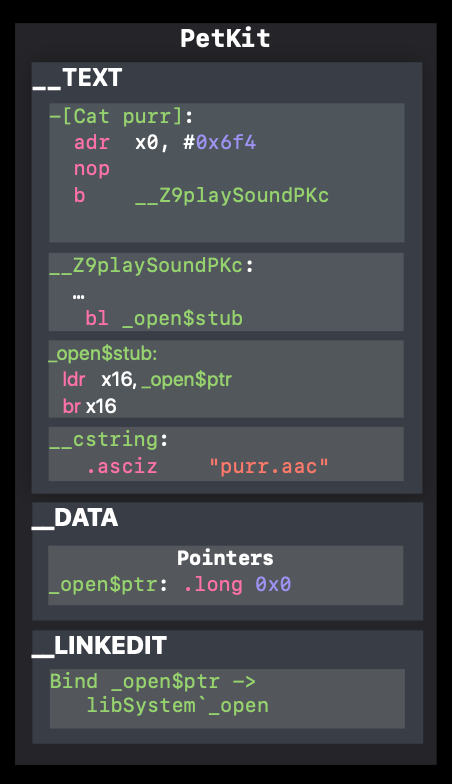 PetKit
__TEXT
-[Cat purr]:
adr x0, #0x6f4
nop
b __Z9playSoundPKc
__Z9playSoundPKc:
…
bl _open$stub
_open$stub:
ldr x16, _open$ptr
br x16
__cstring:
.asciz "purr.aac"
__DATA
Pointers
_open$ptr: .long 0x0
__LINKEDIT
Bind _open$ptr ->
libSystem`_open